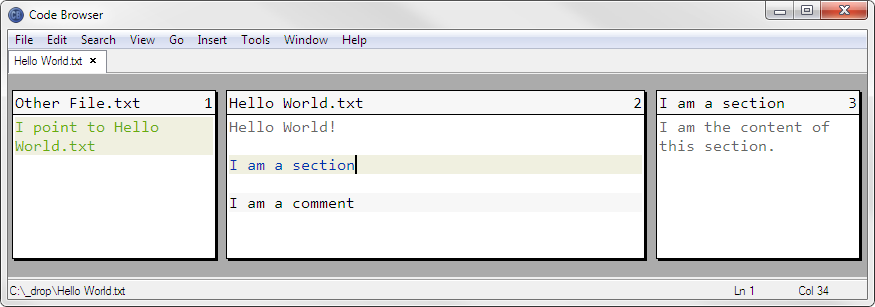 CB Code Browser
File Edit Search View Go Insert Tools Window Help
Hello World.txt ×
Other File.txt 1
I point to Hello
World.txt
Hello World.txt 2
Hello World!
I am a section
I am a comment
I am a section 3
I am the content of
this section.
C:\_drop\Hello World.txt Ln 1 Col 34